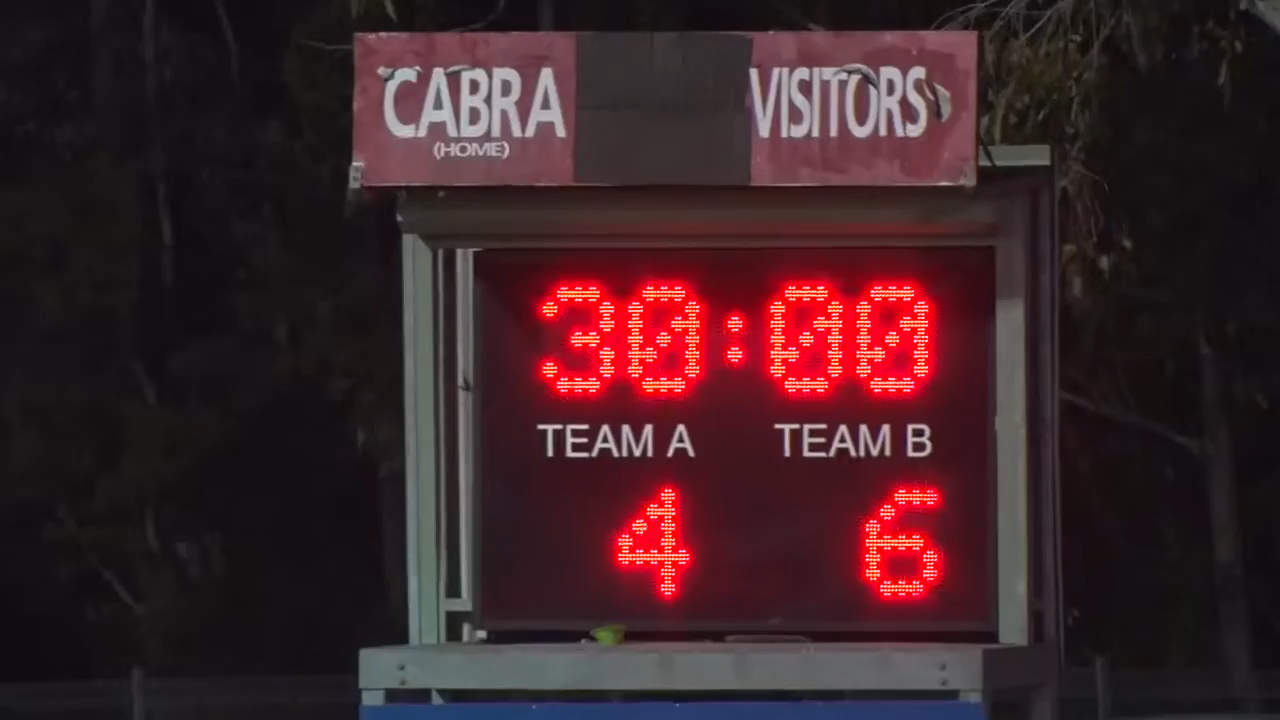 CABRA VISITORS
(HOME)
30:00
TEAM A TEAM B
4 6